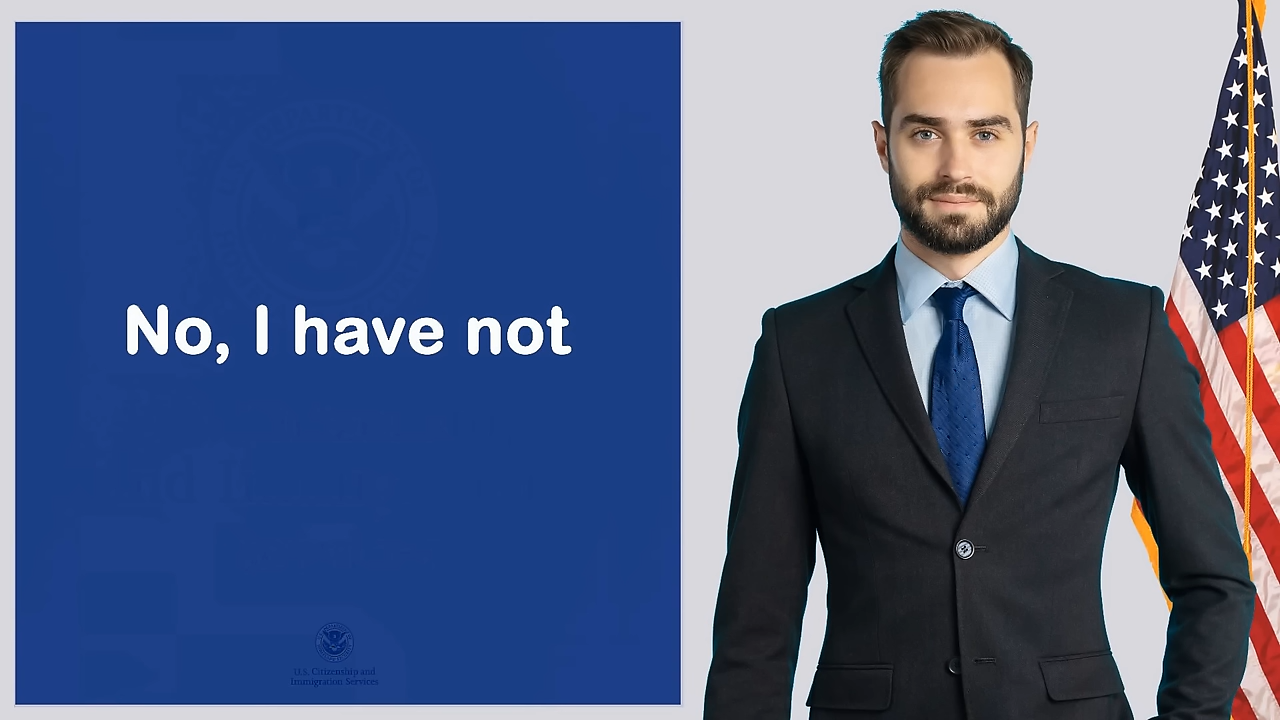 No, I have not
U.S. Citizenship and
Immigration Services